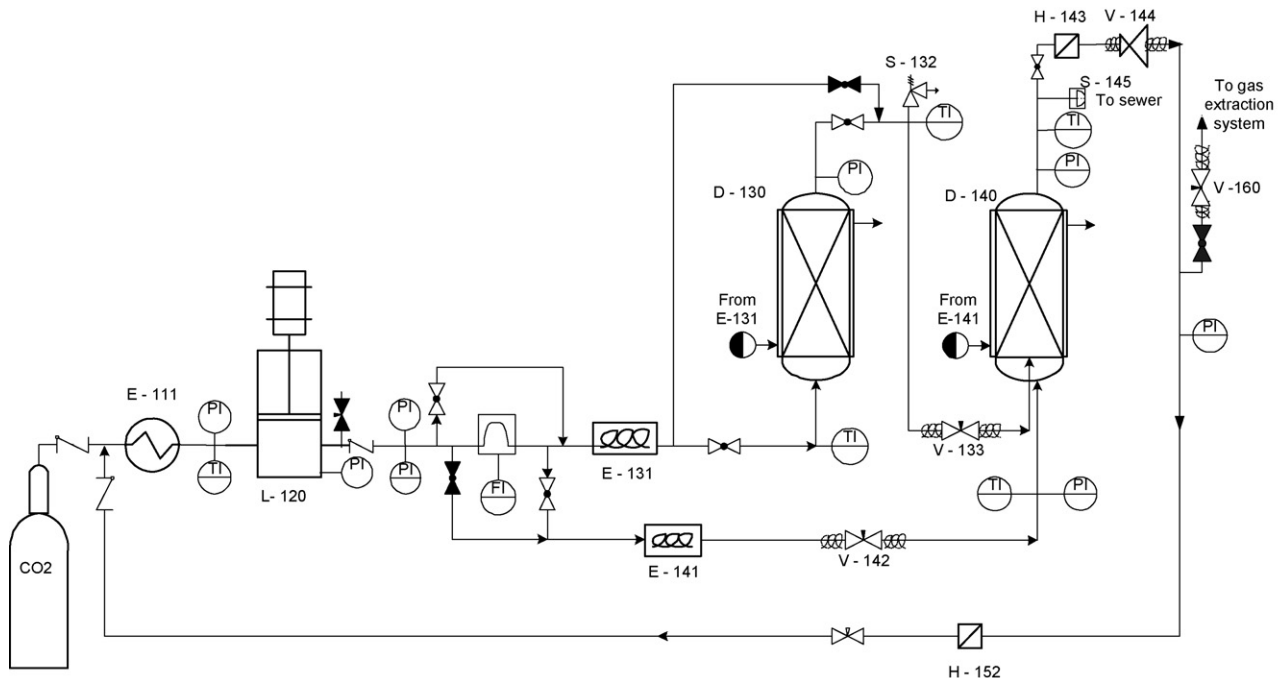 H - 143
V - 144
S - 132
S - 145
To sewer
To gas
extraction
system
TI
TI
PI
PI
D - 130
D - 140
V -160
From
E-131
From
E-141
PI
E - 111
PI
PI
TI
PI
PI
L- 120
FI
E - 131
TI
V - 133
TI
PI
E - 141
V - 142
CO2
H - 152